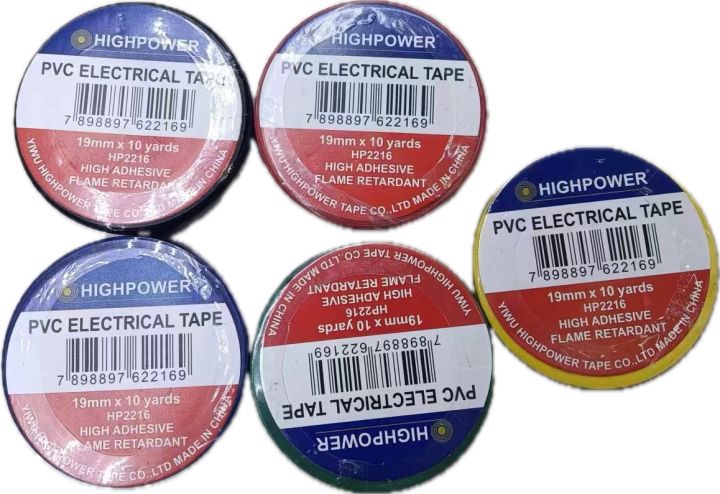 HIGHPOWER
PVC ELECTRICAL TAPE
7 898897 622169
19mm x 10 yards
HP2216
HIGH ADHESIVE
FLAME RETARDANT
YIWU HIGHPOWER TAPE CO.,LTD MADE IN CHINA
HIGHPOWER
PVC ELECTRICAL TAPE
7 898897 622169
19mm x 10 yards
HP2216
HIGH ADHESIVE
FLAME RETARDANT
YIWU HIGHPOWER TAPE CO.,LTD MADE IN CHINA
HIGHPOWER
PVC ELECTRICAL TAPE
7 898897 622169
19mm x 10 yards
HP2216
HIGH ADHESIVE
FLAME RETARDANT
YIWU HIGHPOWER TAPE CO.,LTD MADE IN CHINA
HIGHPOWER
PVC ELECTRICAL TAPE
7 898897 622169
19mm x 10 yards
HP2216
HIGH ADHESIVE
FLAME RETARDANT
YIWU HIGHPOWER TAPE CO.,LTD MADE IN CHINA
HIGHPOWER
PVC ELECTRICAL TAPE
7 898897 622169
19mm x 10 yards
HP2216
HIGH ADHESIVE
FLAME RETARDANT
YIWU HIGHPOWER TAPE CO.,LTD MADE IN CHINA